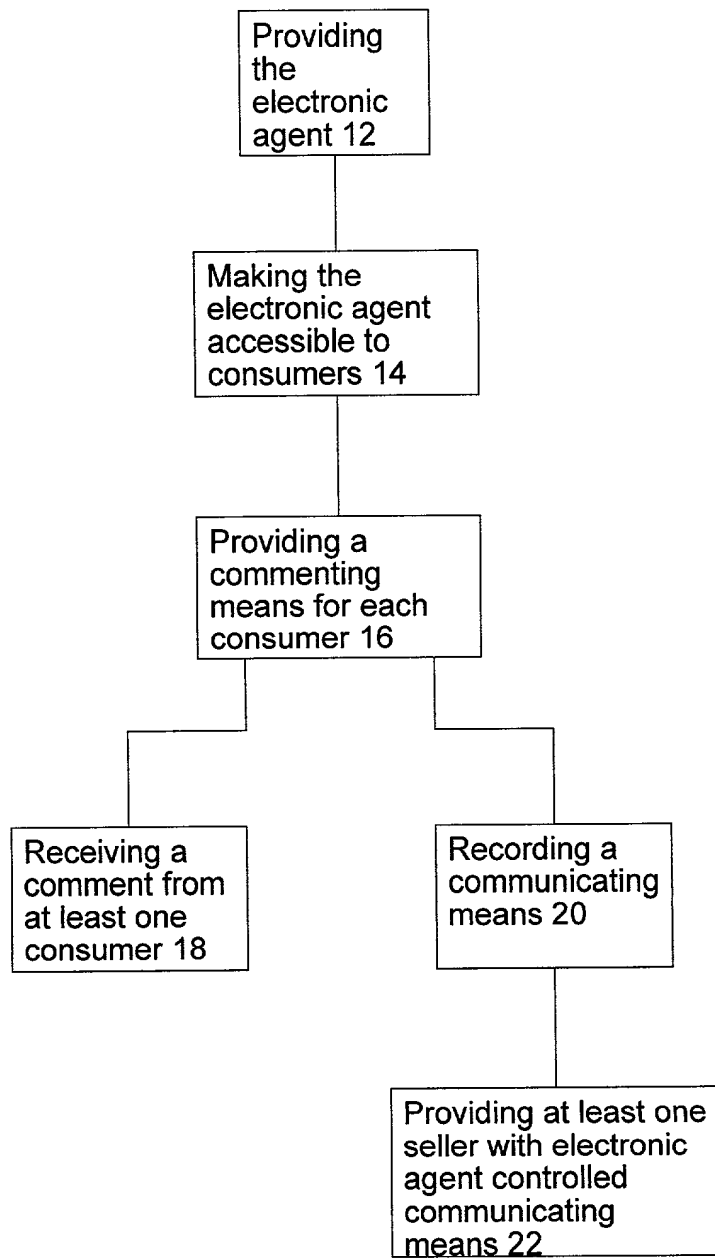 Providing
the
electronic
agent 12
Making the
electronic agent
accessible to
consumers 14
Providing a
commenting
means for each
consumer 16
Receiving a
comment from
at least one
consumer 18
Recording a
communicating
means 20
Providing at least one
seller with electronic
agent controlled
communicating
means 22